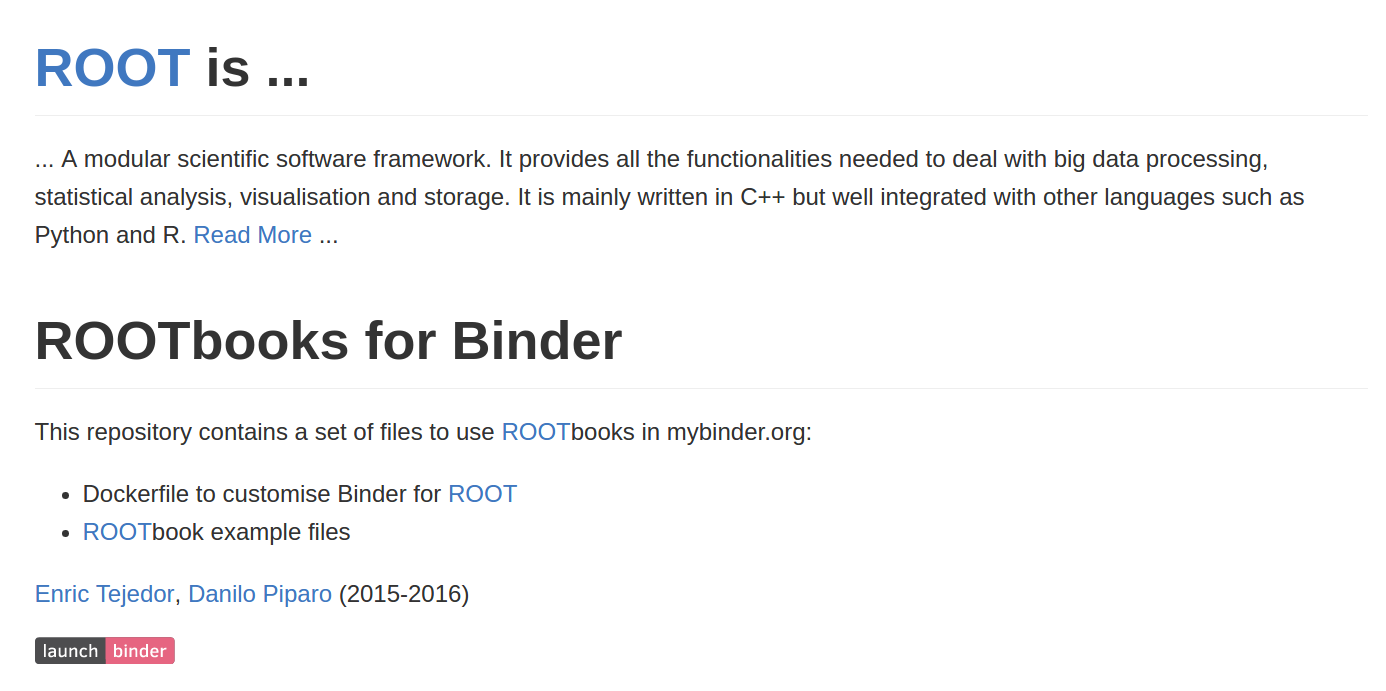 ROOT is ...
... A modular scientific software framework. It provides all the functionalities needed to deal with big data processing,
statistical analysis, visualisation and storage. It is mainly written in C++ but well integrated with other languages such as
Python and R. Read More ...
ROOTbooks for Binder
This repository contains a set of files to use ROOTbooks in mybinder.org:
• Dockerfile to customise Binder for ROOT
• ROOTbook example files
Enric Tejedor, Danilo Piparo (2015-2016)
launch binder